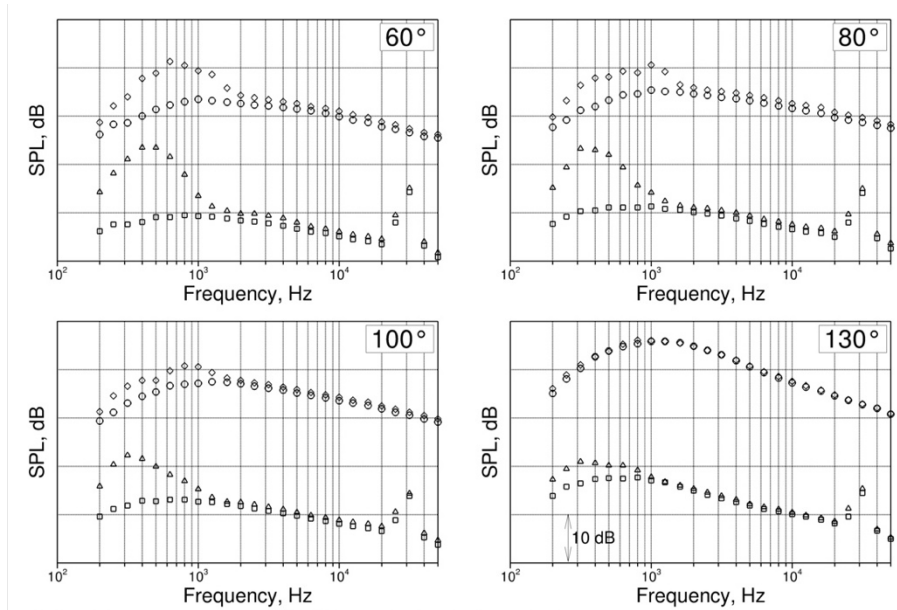 60°
80°
SPL, dB
SPL, dB
10²
10³
10⁴
10²
10³
10⁴
Frequency, Hz
Frequency, Hz
100°
130°
SPL, dB
SPL, dB
10 dB
10²
10³
10⁴
10²
10³
10⁴
Frequency, Hz
Frequency, Hz